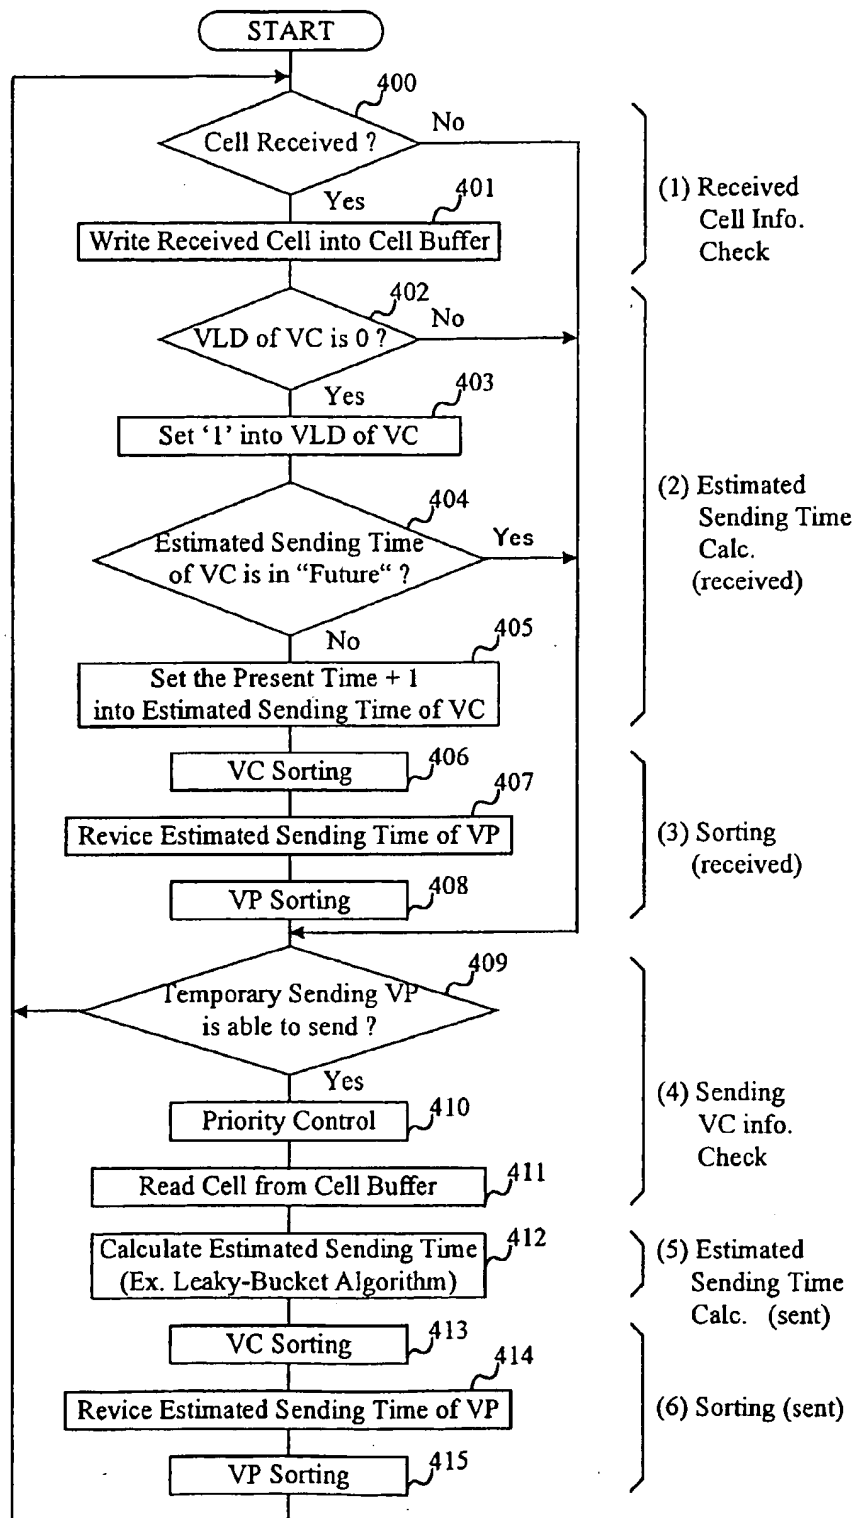 START
400
Cell Received ?
No
Yes
401
Write Received Cell into Cell Buffer
(1) Received
Cell Info.
Check
402
VLD of VC is 0 ?
No
Yes
403
Set ‘1’ into VLD of VC
404
Estimated Sending Time
of VC is in “Future“ ?
Yes
No
(2) Estimated
Sending Time
Calc.
(received)
405
Set the Present Time + 1
into Estimated Sending Time of VC
VC Sorting
406
407
Revice Estimated Sending Time of VP
VP Sorting
408
(3) Sorting
(received)
409
Temporary Sending VP
is able to send ?
Yes
Priority Control
410
Read Cell from Cell Buffer
411
(4) Sending
VC info.
Check
Calculate Estimated Sending Time
(Ex. Leaky-Bucket Algorithm)
412
(5) Estimated
Sending Time
Calc. (sent)
VC Sorting
413
414
Revice Estimated Sending Time of VP
VP Sorting
415
(6) Sorting (sent)